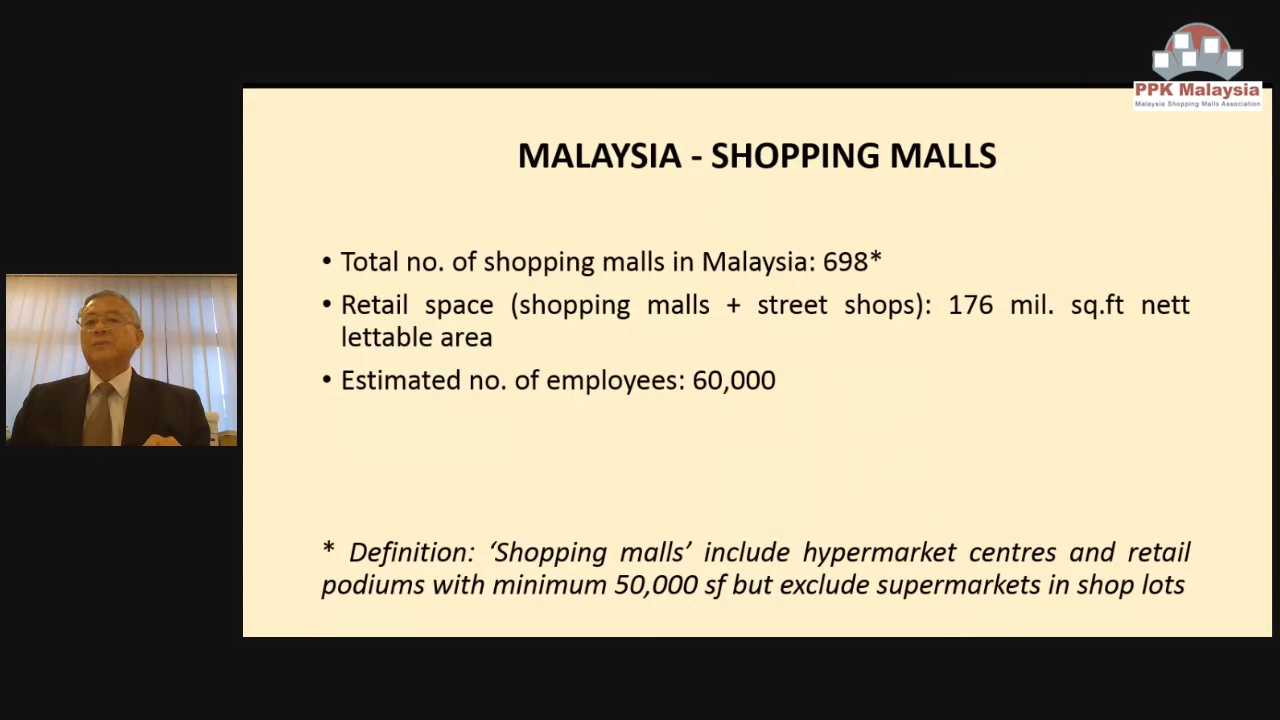 PPK Malaysia
Malaysia Shopping Malls Association
MALAYSIA - SHOPPING MALLS
• Total no. of shopping malls in Malaysia: 698*
• Retail space (shopping malls + street shops): 176 mil. sq.ft nett
lettable area
• Estimated no. of employees: 60,000
* Definition: ‘Shopping malls’ include hypermarket centres and retail
podiums with minimum 50,000 sf but exclude supermarkets in shop lots